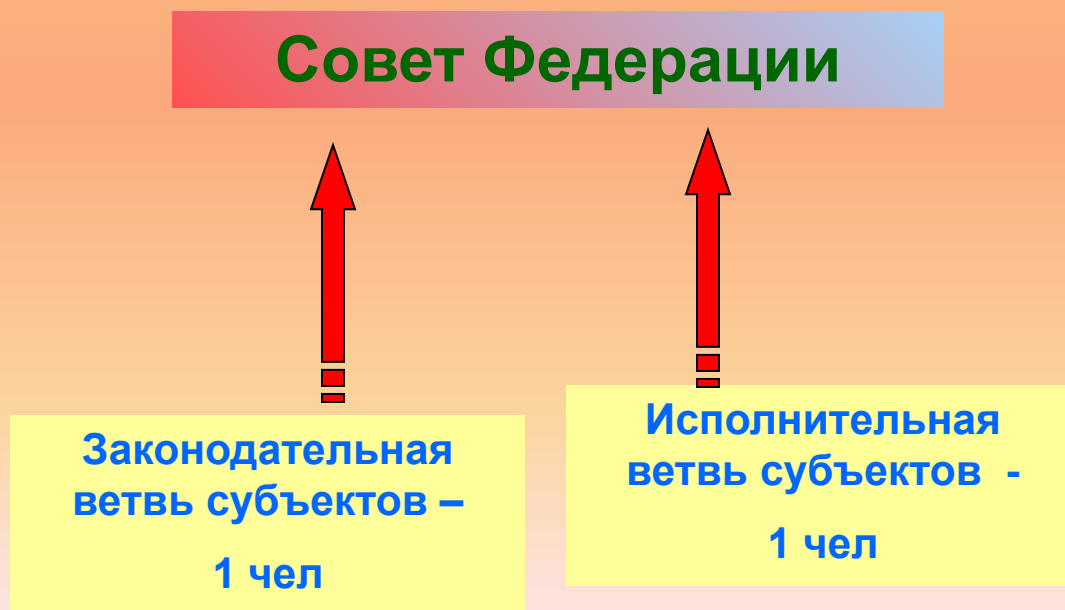 Совет Федерации
Законодательная
ветвь субъектов –
1 чел
Исполнительная
ветвь субъектов -
1 чел